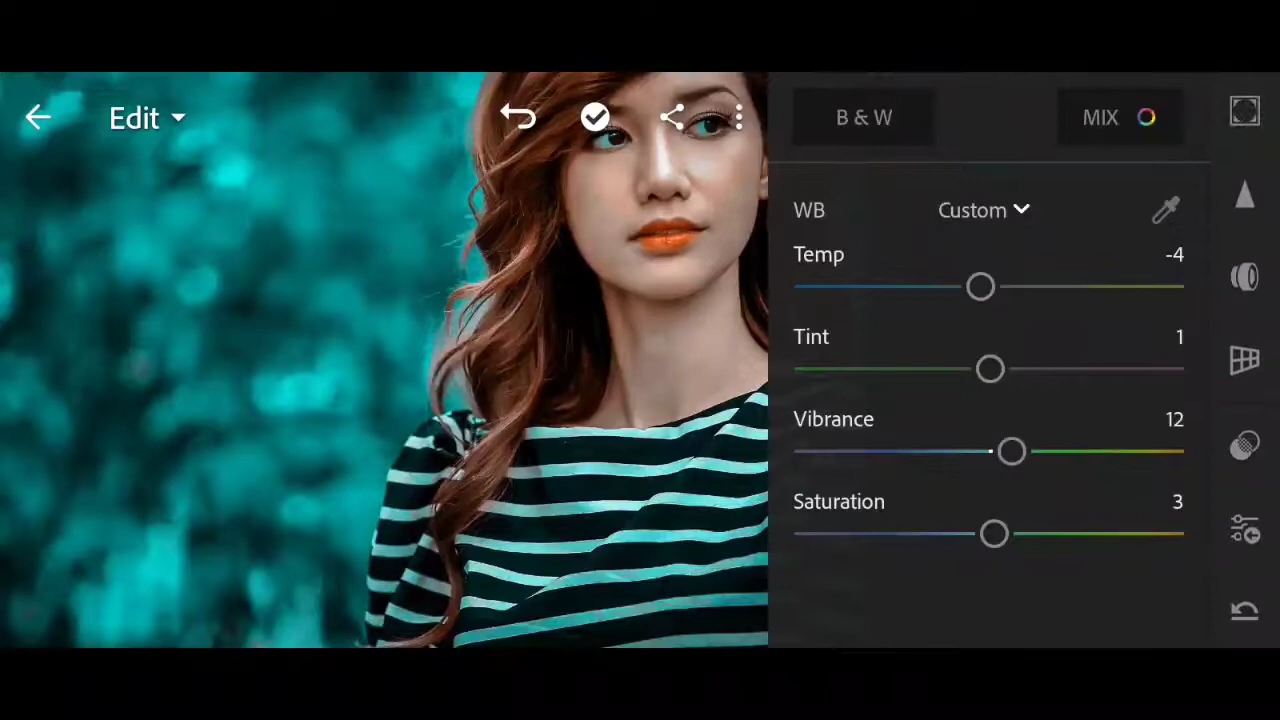 Edit
B & W
MIX
WB
Custom
Temp
-4
Tint
1
Vibrance
12
Saturation
3